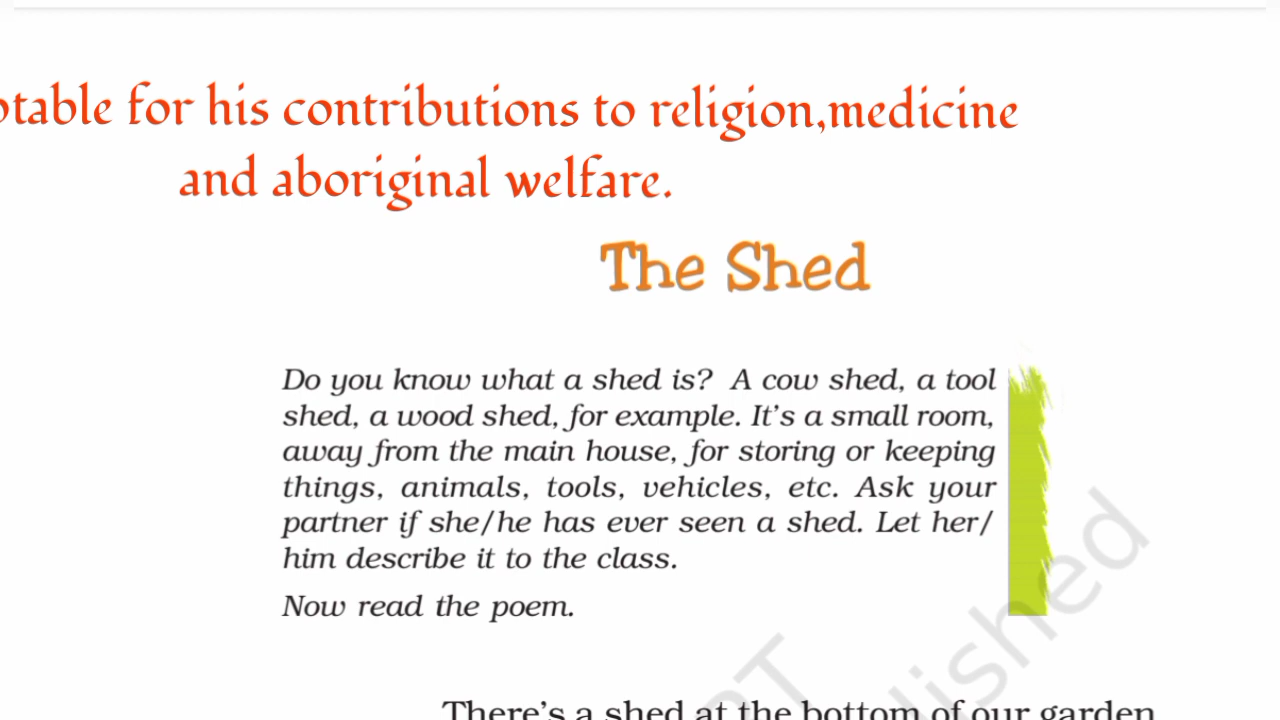 for his contributions to religion,medicine
and aboriginal welfare.
The Shed
Do you know what a shed is? A cow shed, a tool
shed, a wood shed, for example. It's a small room,
away from the main house, for storing or keeping
things, animals, tools, vehicles, etc. Ask your
partner if she/he has ever seen a shed. Let her/
him describe it to the class.
Now read the poem.
There's a shed at the bottom of our garden